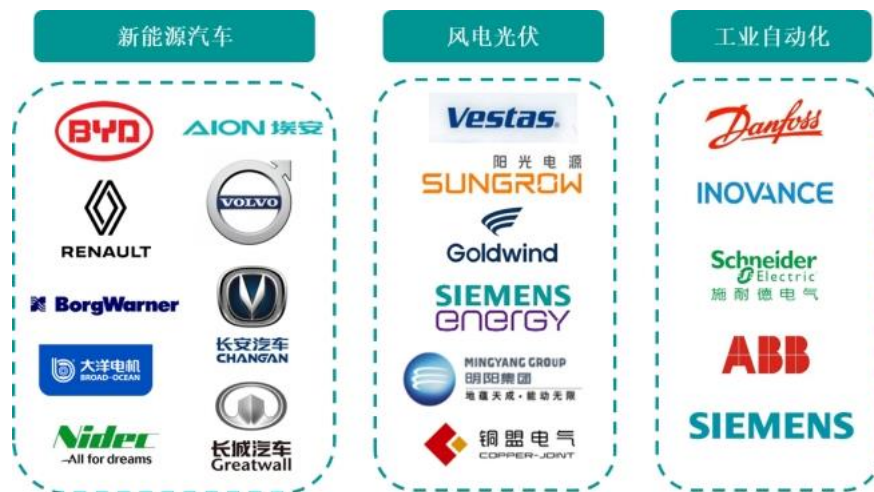 新能源汽车
风电光伏
工业自动化
BYD
AION 埃安
RENAULT
VOLVO
BorgWarner
长安汽车
CHANGAN
大洋电机
BROAD-OCEAN
Nidec
-All for dreams
长城汽车
Greatwall
Vestas
阳光电源
SUNGROW
Goldwind
SIEMENS
energy
MINGYANG GROUP
明阳集团
地蕴天成·能动无限
铜盟电气
COPPER-JOINT
Danfoss
INOVANCE
Schneider
Electric
施耐德电气
ABB
SIEMENS